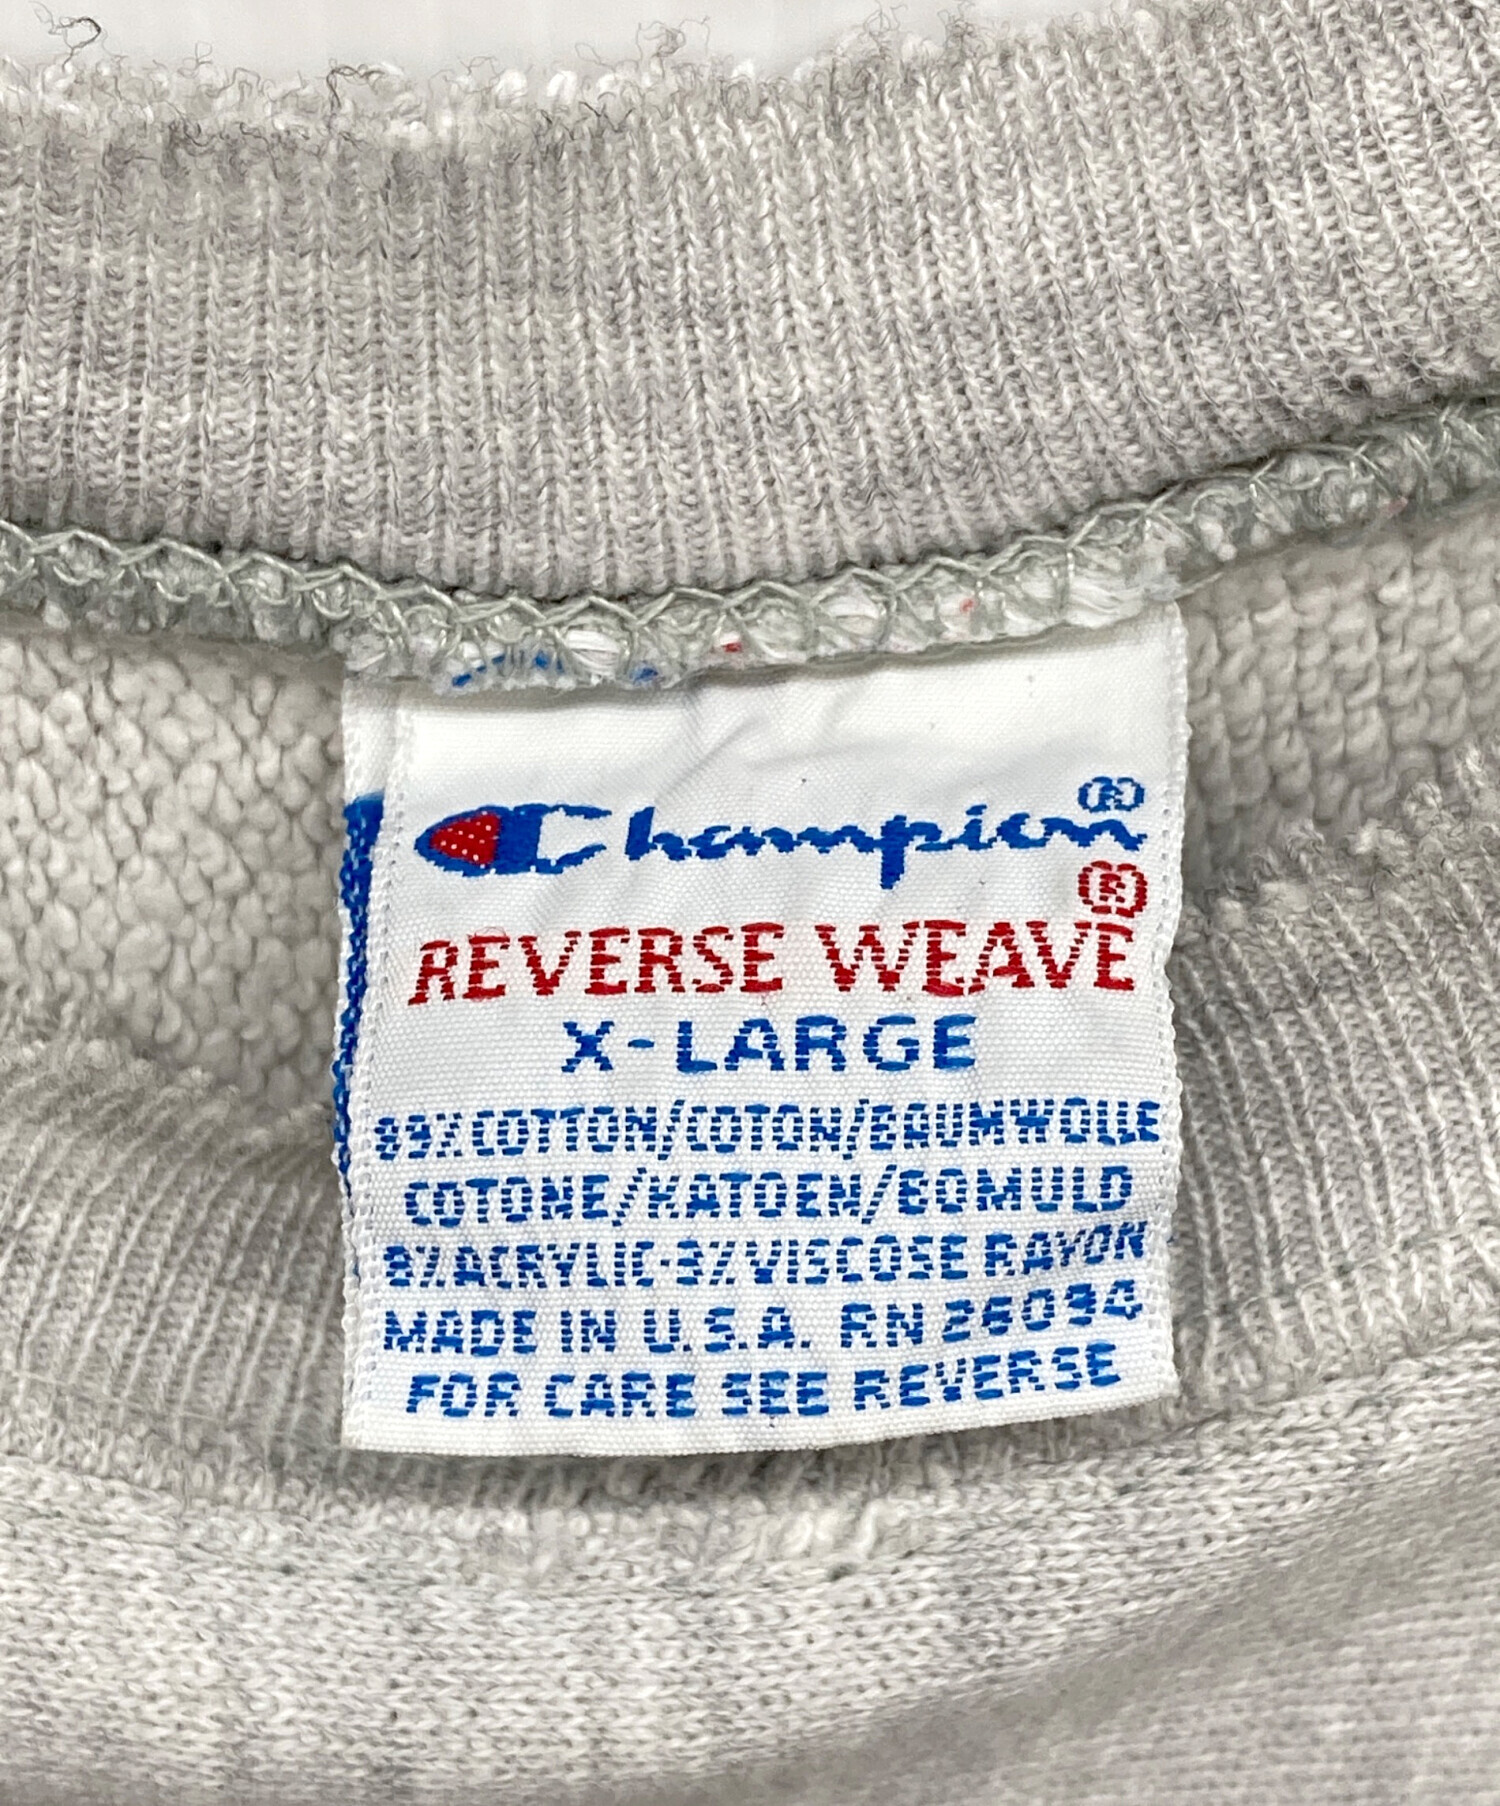 Champion®
REVERSE WEAVE®
X-LARGE
89% COTTON/COTON/BAUMWOLLE
COTONE/KATOEN/BOMULD
8% ACRYLIC-3% VISCOSE RAYON
MADE IN U.S.A. RN 26094
FOR CARE SEE REVERSE